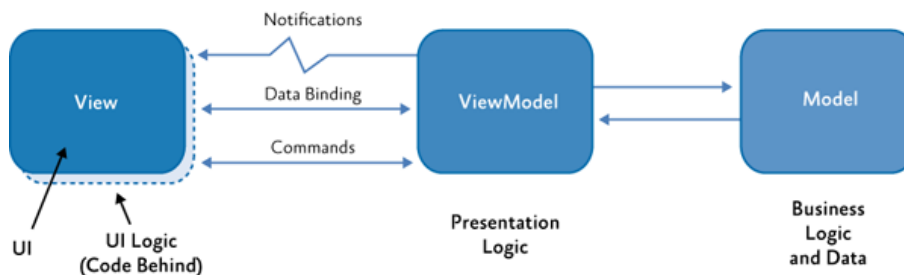 Notifications
View
Data Binding
ViewModel
Model
Commands
UI
UI Logic
(Code Behind)
Presentation
Logic
Business
Logic
and Data